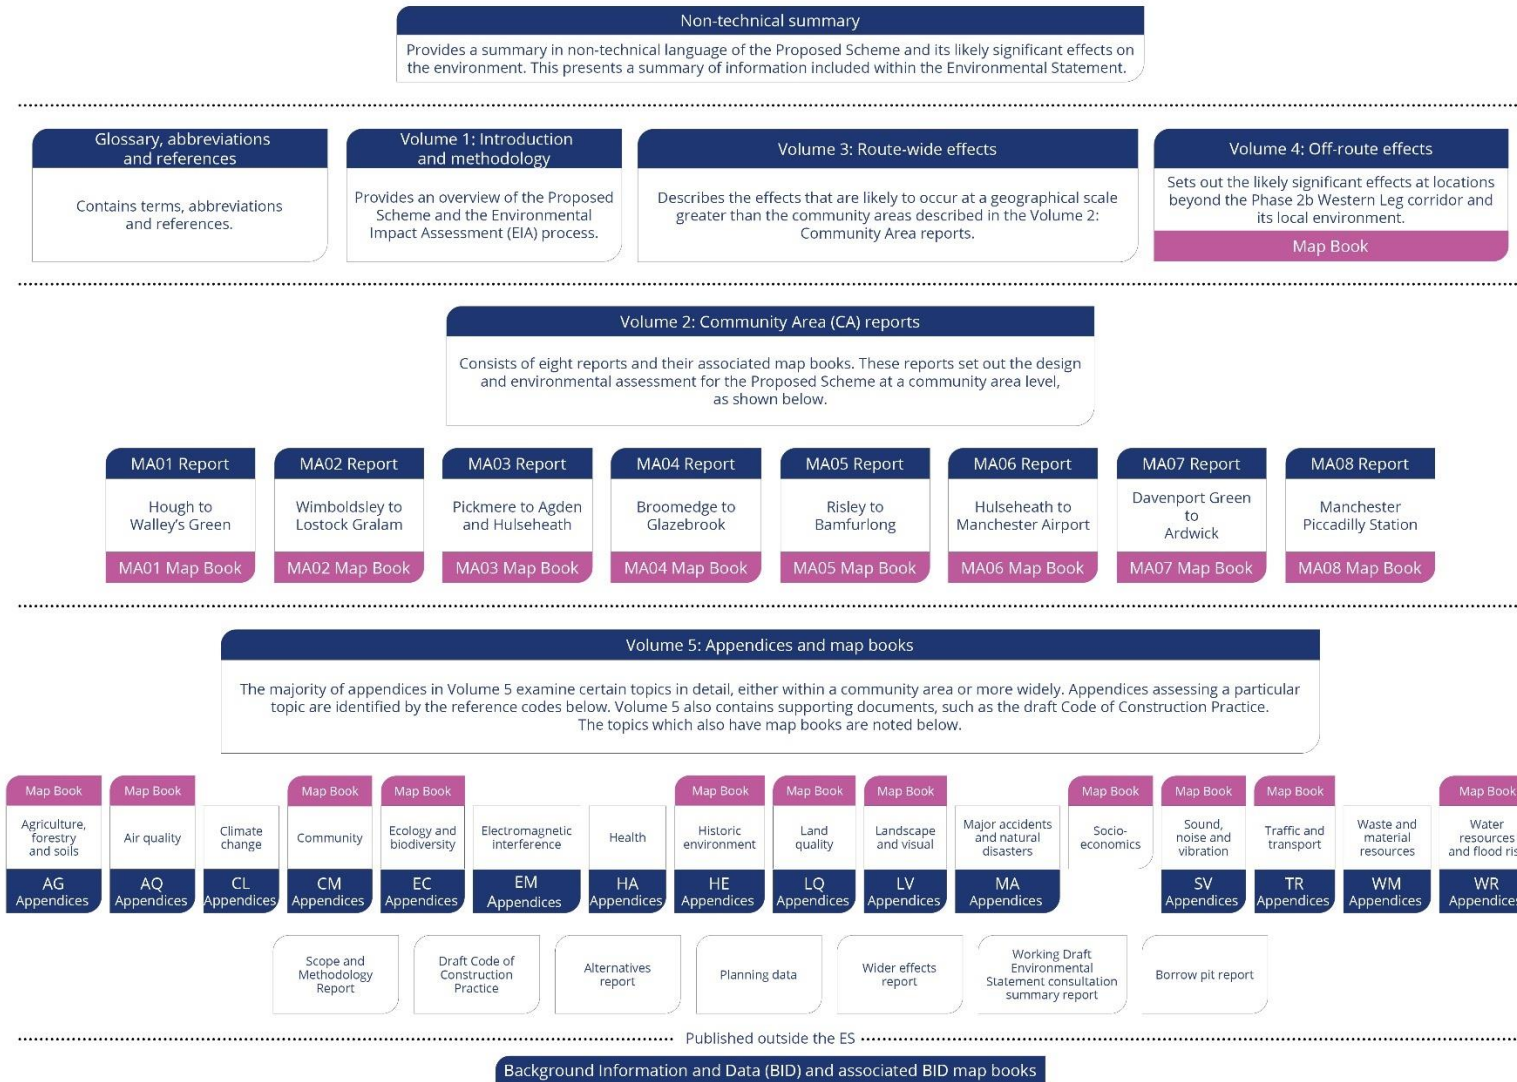 Non-technical summary
Provides a summary in non-technical language of the Proposed Scheme and its likely significant effects on
the environment. This presents a summary of information included within the Environmental Statement.
Glossary, abbreviations
and references
Contains terms, abbreviations
and references.
Volume 1: Introduction
and methodology
Provides an overview of the Proposed
Scheme and the Environmental
Impact Assessment (EIA) process.
Volume 3: Route-wide effects
Describes the effects that are likely to occur at a geographical scale
greater than the community areas described in the Volume 2:
Community Area reports.
Volume 4: Off-route effects
Sets out the likely significant effects at locations
beyond the Phase 2b Western Leg corridor and
its local environment.
Map Book
Volume 2: Community Area (CA) reports
Consists of eight reports and their associated map books. These reports set out the design
and environmental assessment for the Proposed Scheme at a community area level,
as shown below.
MA01 Report
Hough to
Walley's Green
MA01 Map Book
MA02 Report
Wimboldsley to
Lostock Gralam
MA02 Map Book
MA03 Report
Pickmere to Agden
and Hulseheath
MA03 Map Book
MA04 Report
Broomedge to
Glazebrook
MA04 Map Book
MA05 Report
Risley to
Bamfurlong
MA05 Map Book
MA06 Report
Hulseheath to
Manchester Airport
MA06 Map Book
MA07 Report
Davenport Green
to
Ardwick
MA07 Map Book
MA08 Report
Manchester
Piccadilly Station
MA08 Map Book
Volume 5: Appendices and map books
The majority of appendices in Volume 5 examine certain topics in detail, either within a community area or more widely. Appendices assessing a particular
topic are identified by the reference codes below. Volume 5 also contains supporting documents, such as the draft Code of Construction Practice.
The topics which also have map books are noted below.
Map Book
Agriculture,
forestry
and soils
AG
Appendices
Map Book
Air quality
AQ
Appendices
Climate
change
CL
Appendices
Map Book
Community
CM
Appendices
Map Book
Ecology and
biodiversity
EC
Appendices
Electromagnetic
interference
EM
Appendices
Health
HA
Appendices
Map Book
Historic
environment
HE
Appendices
Map Book
Land
quality
LQ
Appendices
Map Book
Landscape
and visual
LV
Appendices
Major accidents
and natural
disasters
MA
Appendices
Map Book
Socio-
economics
Map Book
Sound,
noise and
vibration
SV
Appendices
Map Book
Traffic and
transport
TR
Appendices
Waste and
material
resources
WM
Appendices
Map Book
Water
resources
and flood ris
WR
Appendices
Scope and
Methodology
Report
Draft Code of
Construction
Practice
Alternatives
report
Planning data
Wider effects
report
Working Draft
Environmental
Statement consultation
summary report
Borrow pit report
Published outside the ES
Background Information and Data (BID) and associated BID map books